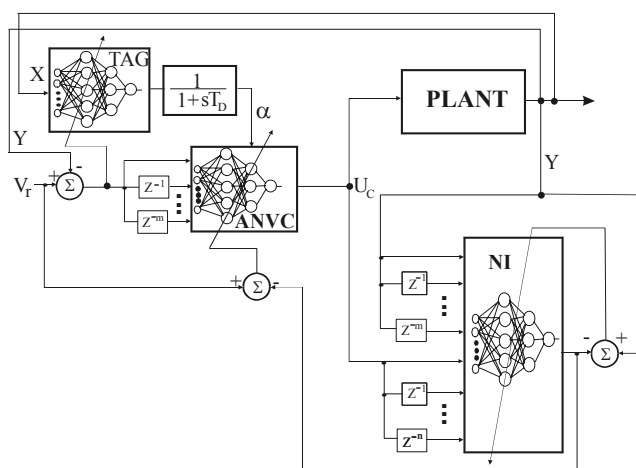 TAG
X
1
1+sT_D
α
PLANT
Y
Y
+
-
V_r
+
Σ
Z⁻¹
Z⁻ᵐ
ANVC
U_C
+
Σ
-
NI
Z⁻¹
Z⁻ᵐ
-
Σ
+
Z⁻¹
Z⁻ⁿ